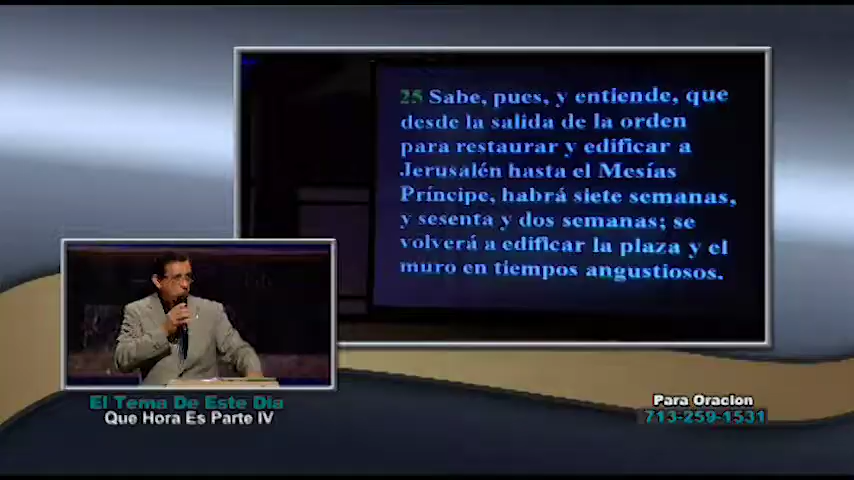 25 Sabe, pues, y entiende, que
desde la salida de la orden
para restaurar y edificar a
Jerusalén hasta el Mesías
Príncipe, habrá siete semanas,
y sesenta y dos semanas; se
volverá a edificar la plaza y el
muro en tiempos angustiosos.
El Tema De Este Dia
Que Hora Es Parte IV
Para Oracion
713-259-1531